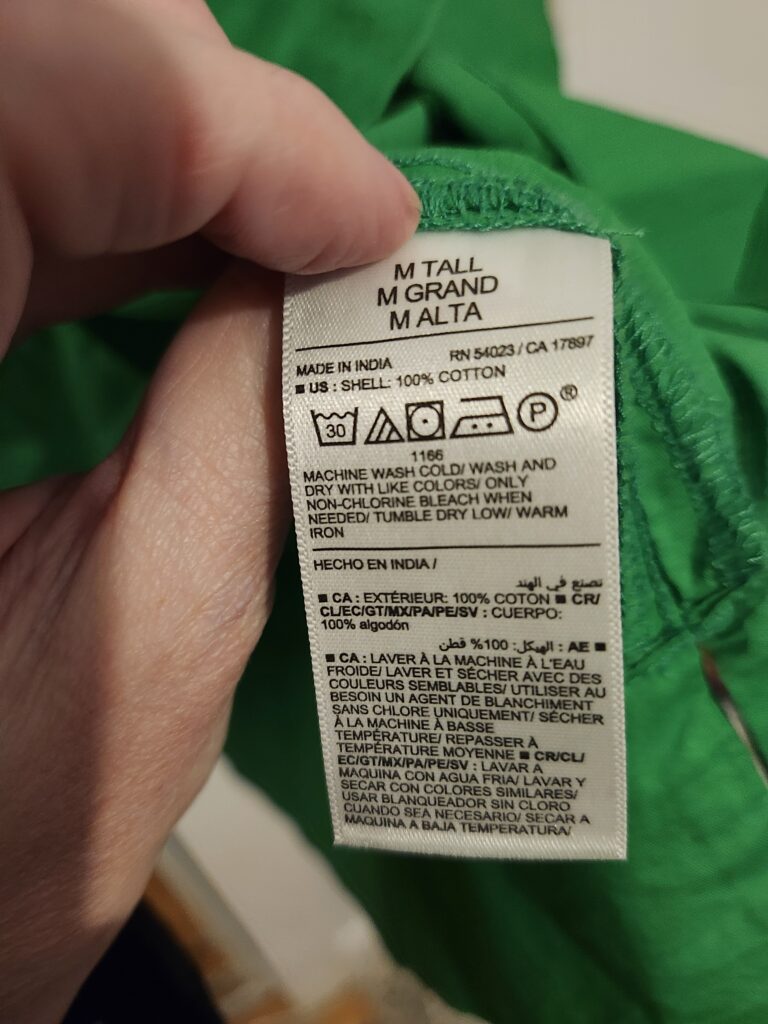 M TALL
M GRAND
M ALTA
MADE IN INDIA RN 54023 / CA 17897
■ US : SHELL: 100% COTTON
30 P ®
1166
MACHINE WASH COLD/ WASH AND
DRY WITH LIKE COLORS/ ONLY
NON-CHLORINE BLEACH WHEN
NEEDED/ TUMBLE DRY LOW/ WARM
IRON
HECHO EN INDIA /
تصنع في الهند
■ CA : EXTÉRIEUR: 100% COTON ■ CR/
CL/EC/GT/MX/PA/PE/SV : CUERPO:
100% algodón
■ AE : الهيكل: 100% قطن
■ CA : LAVER À LA MACHINE À L'EAU
FROIDE/ LAVER ET SÉCHER AVEC DES
COULEURS SEMBLABLES/ UTILISER AU
BESOIN UN AGENT DE BLANCHIMENT
SANS CHLORE UNIQUEMENT/ SÉCHER
À LA MACHINE À BASSE
TEMPÉRATURE/ REPASSER À
TEMPÉRATURE MOYENNE ■ CR/CL/
EC/GT/MX/PA/PE/SV : LAVAR A
MAQUINA CON AGUA FRIA/ LAVAR Y
SECAR CON COLORES SIMILARES/
USAR BLANQUEADOR SIN CLORO
CUANDO SEA NECESARIO/ SECAR A
MAQUINA A BAJA TEMPERATURA/